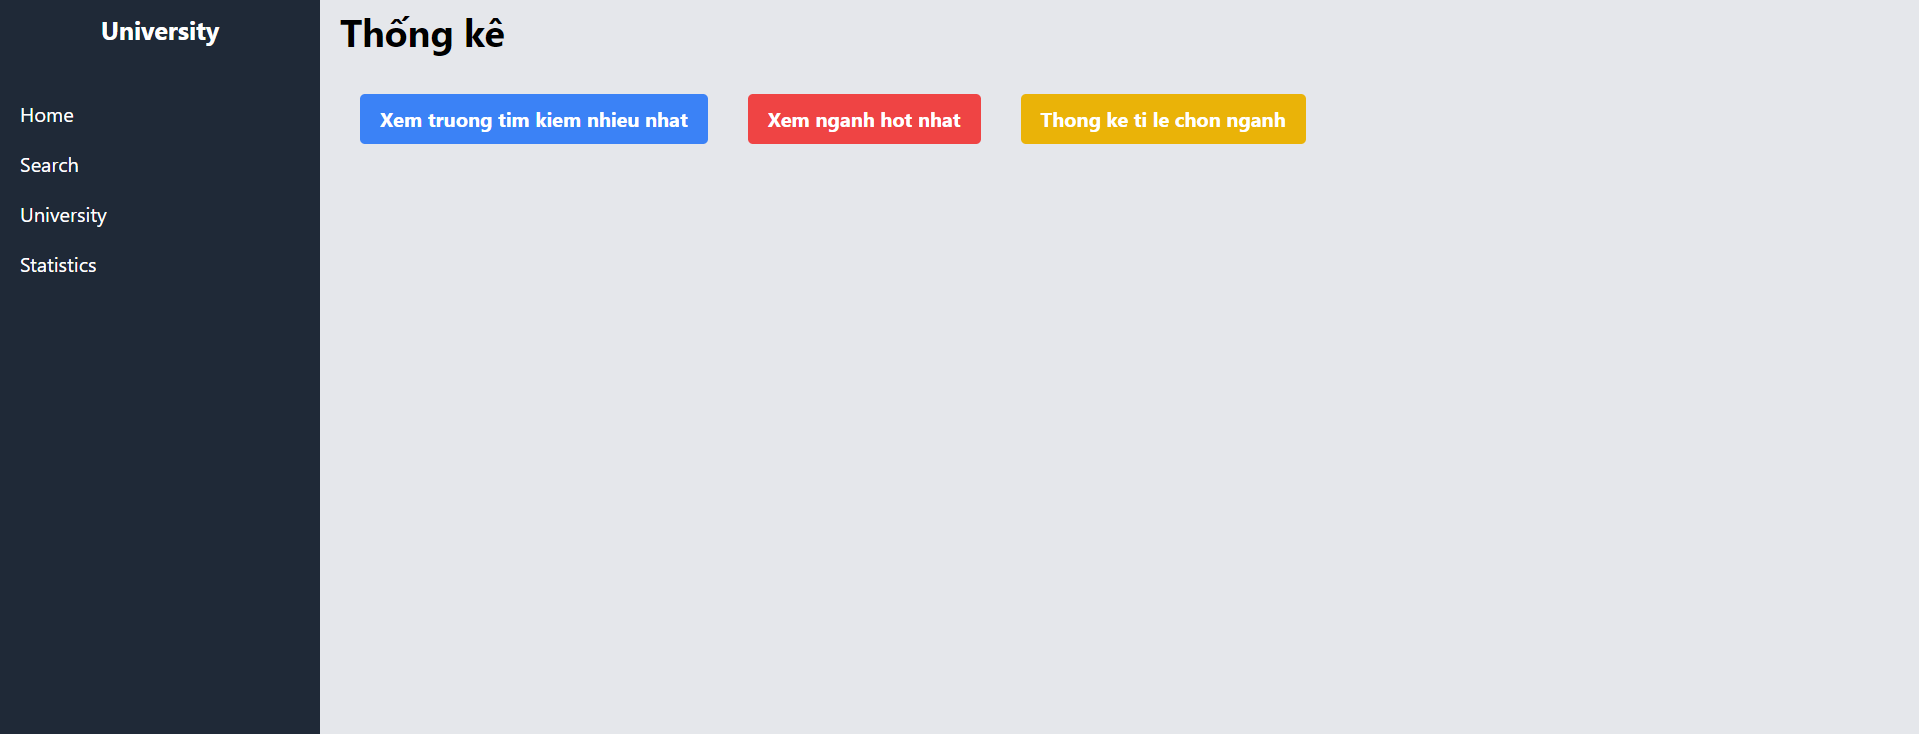 University
Home
Search
University
Statistics
Thống kê
Xem truong tim kiem nhieu nhat
Xem nganh hot nhat
Thong ke ti le chon nganh